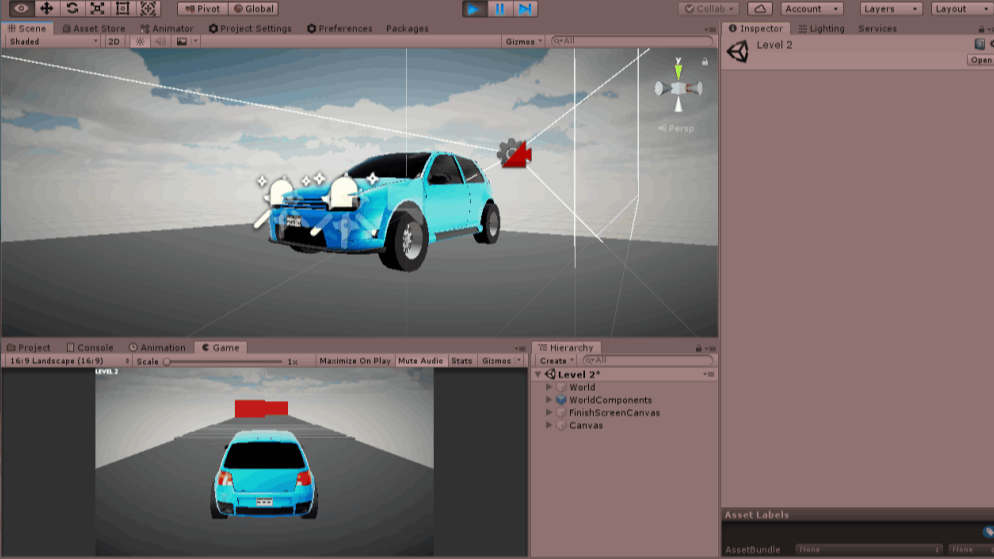 Pivot Global Collab Account Layers Layout
Scene Asset Store Animator Project Settings Preferences Packages
Shaded 2D Gizmos All
Inspector Lighting Services
Level 2
Open
y
Persp
Project Console Animation Game
16:9 Landscape (16:9) Scale 1x Maximize On Play Mute Audio Stats Gizmos
LEVEL 2
Hierarchy
Create All
Level 2*
World
WorldComponents
FinishScreenCanvas
Canvas
Asset Labels
AssetBundle None None